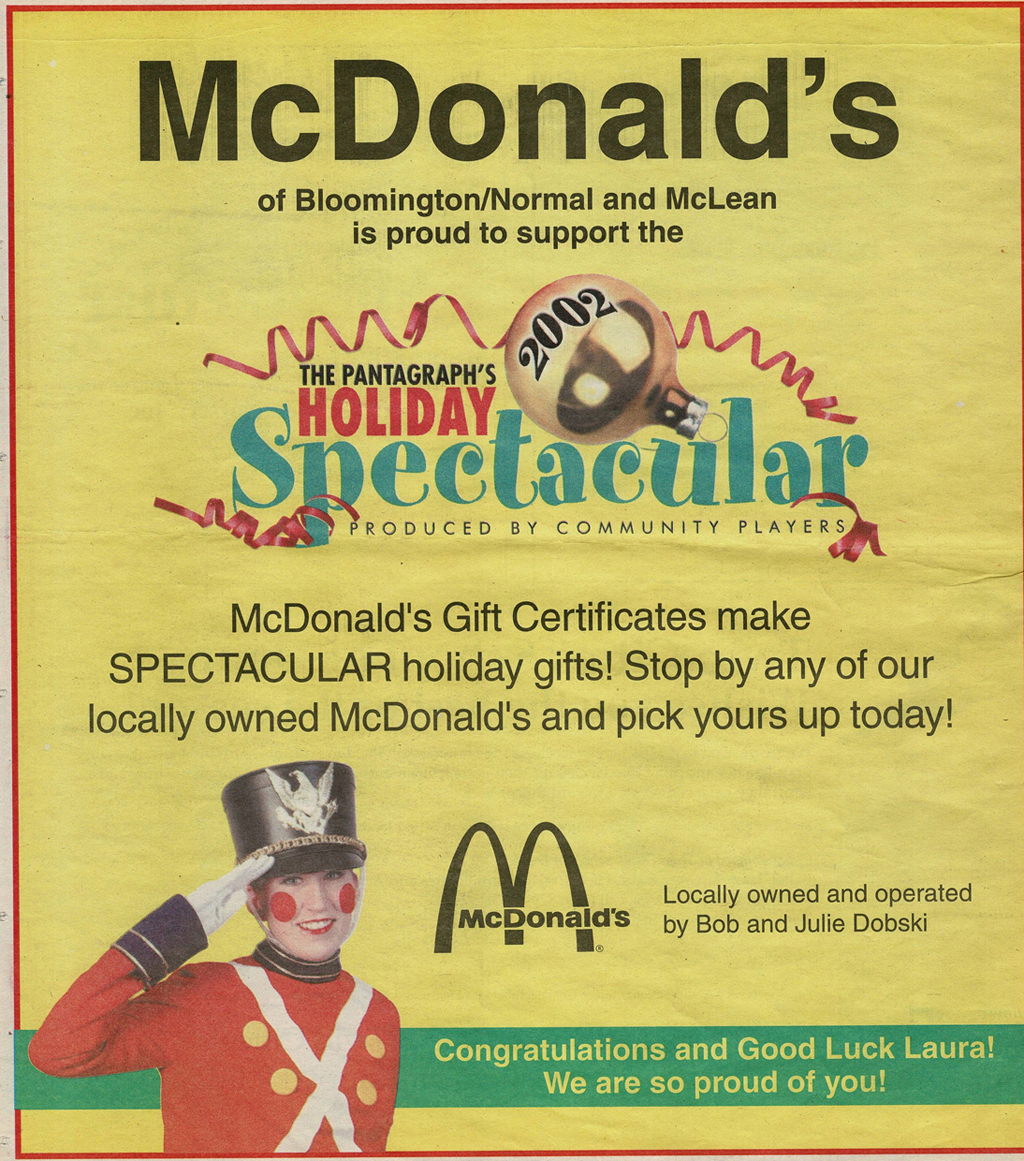 McDonald's
of Bloomington/Normal and McLean
is proud to support the
2002
THE PANTAGRAPH'S
HOLIDAY
Spectacular
PRODUCED BY COMMUNITY PLAYERS
McDonald's Gift Certificates make
SPECTACULAR holiday gifts! Stop by any of our
locally owned McDonald's and pick yours up today!
McDonald's®
Locally owned and operated
by Bob and Julie Dobski
Congratulations and Good Luck Laura!
We are so proud of you!